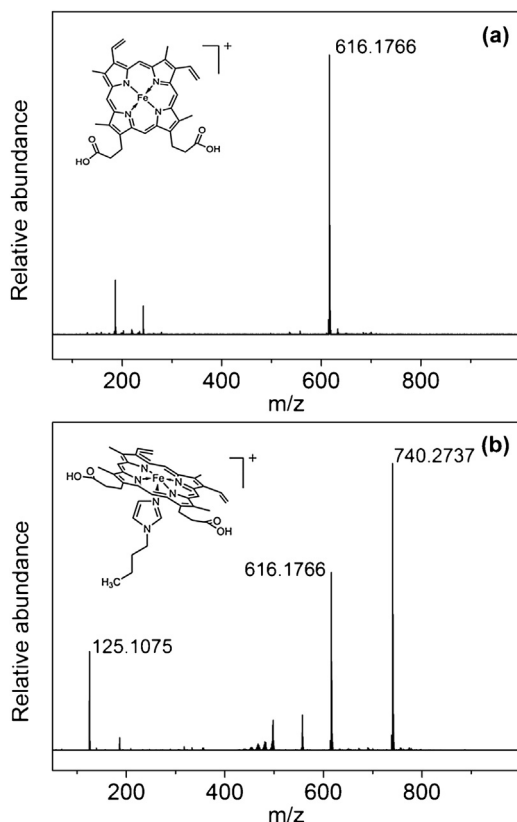 (a)
616.1766
+
N
N
Fe
N
N
O
HO
O
OH
Relative abundance
200
400
600
800
m/z
(b)
740.2737
+
O
HO
N
Fe
N
N
N
N
O
OH
N
H₃C
616.1766
125.1075
Relative abundance
200
400
600
800
m/z